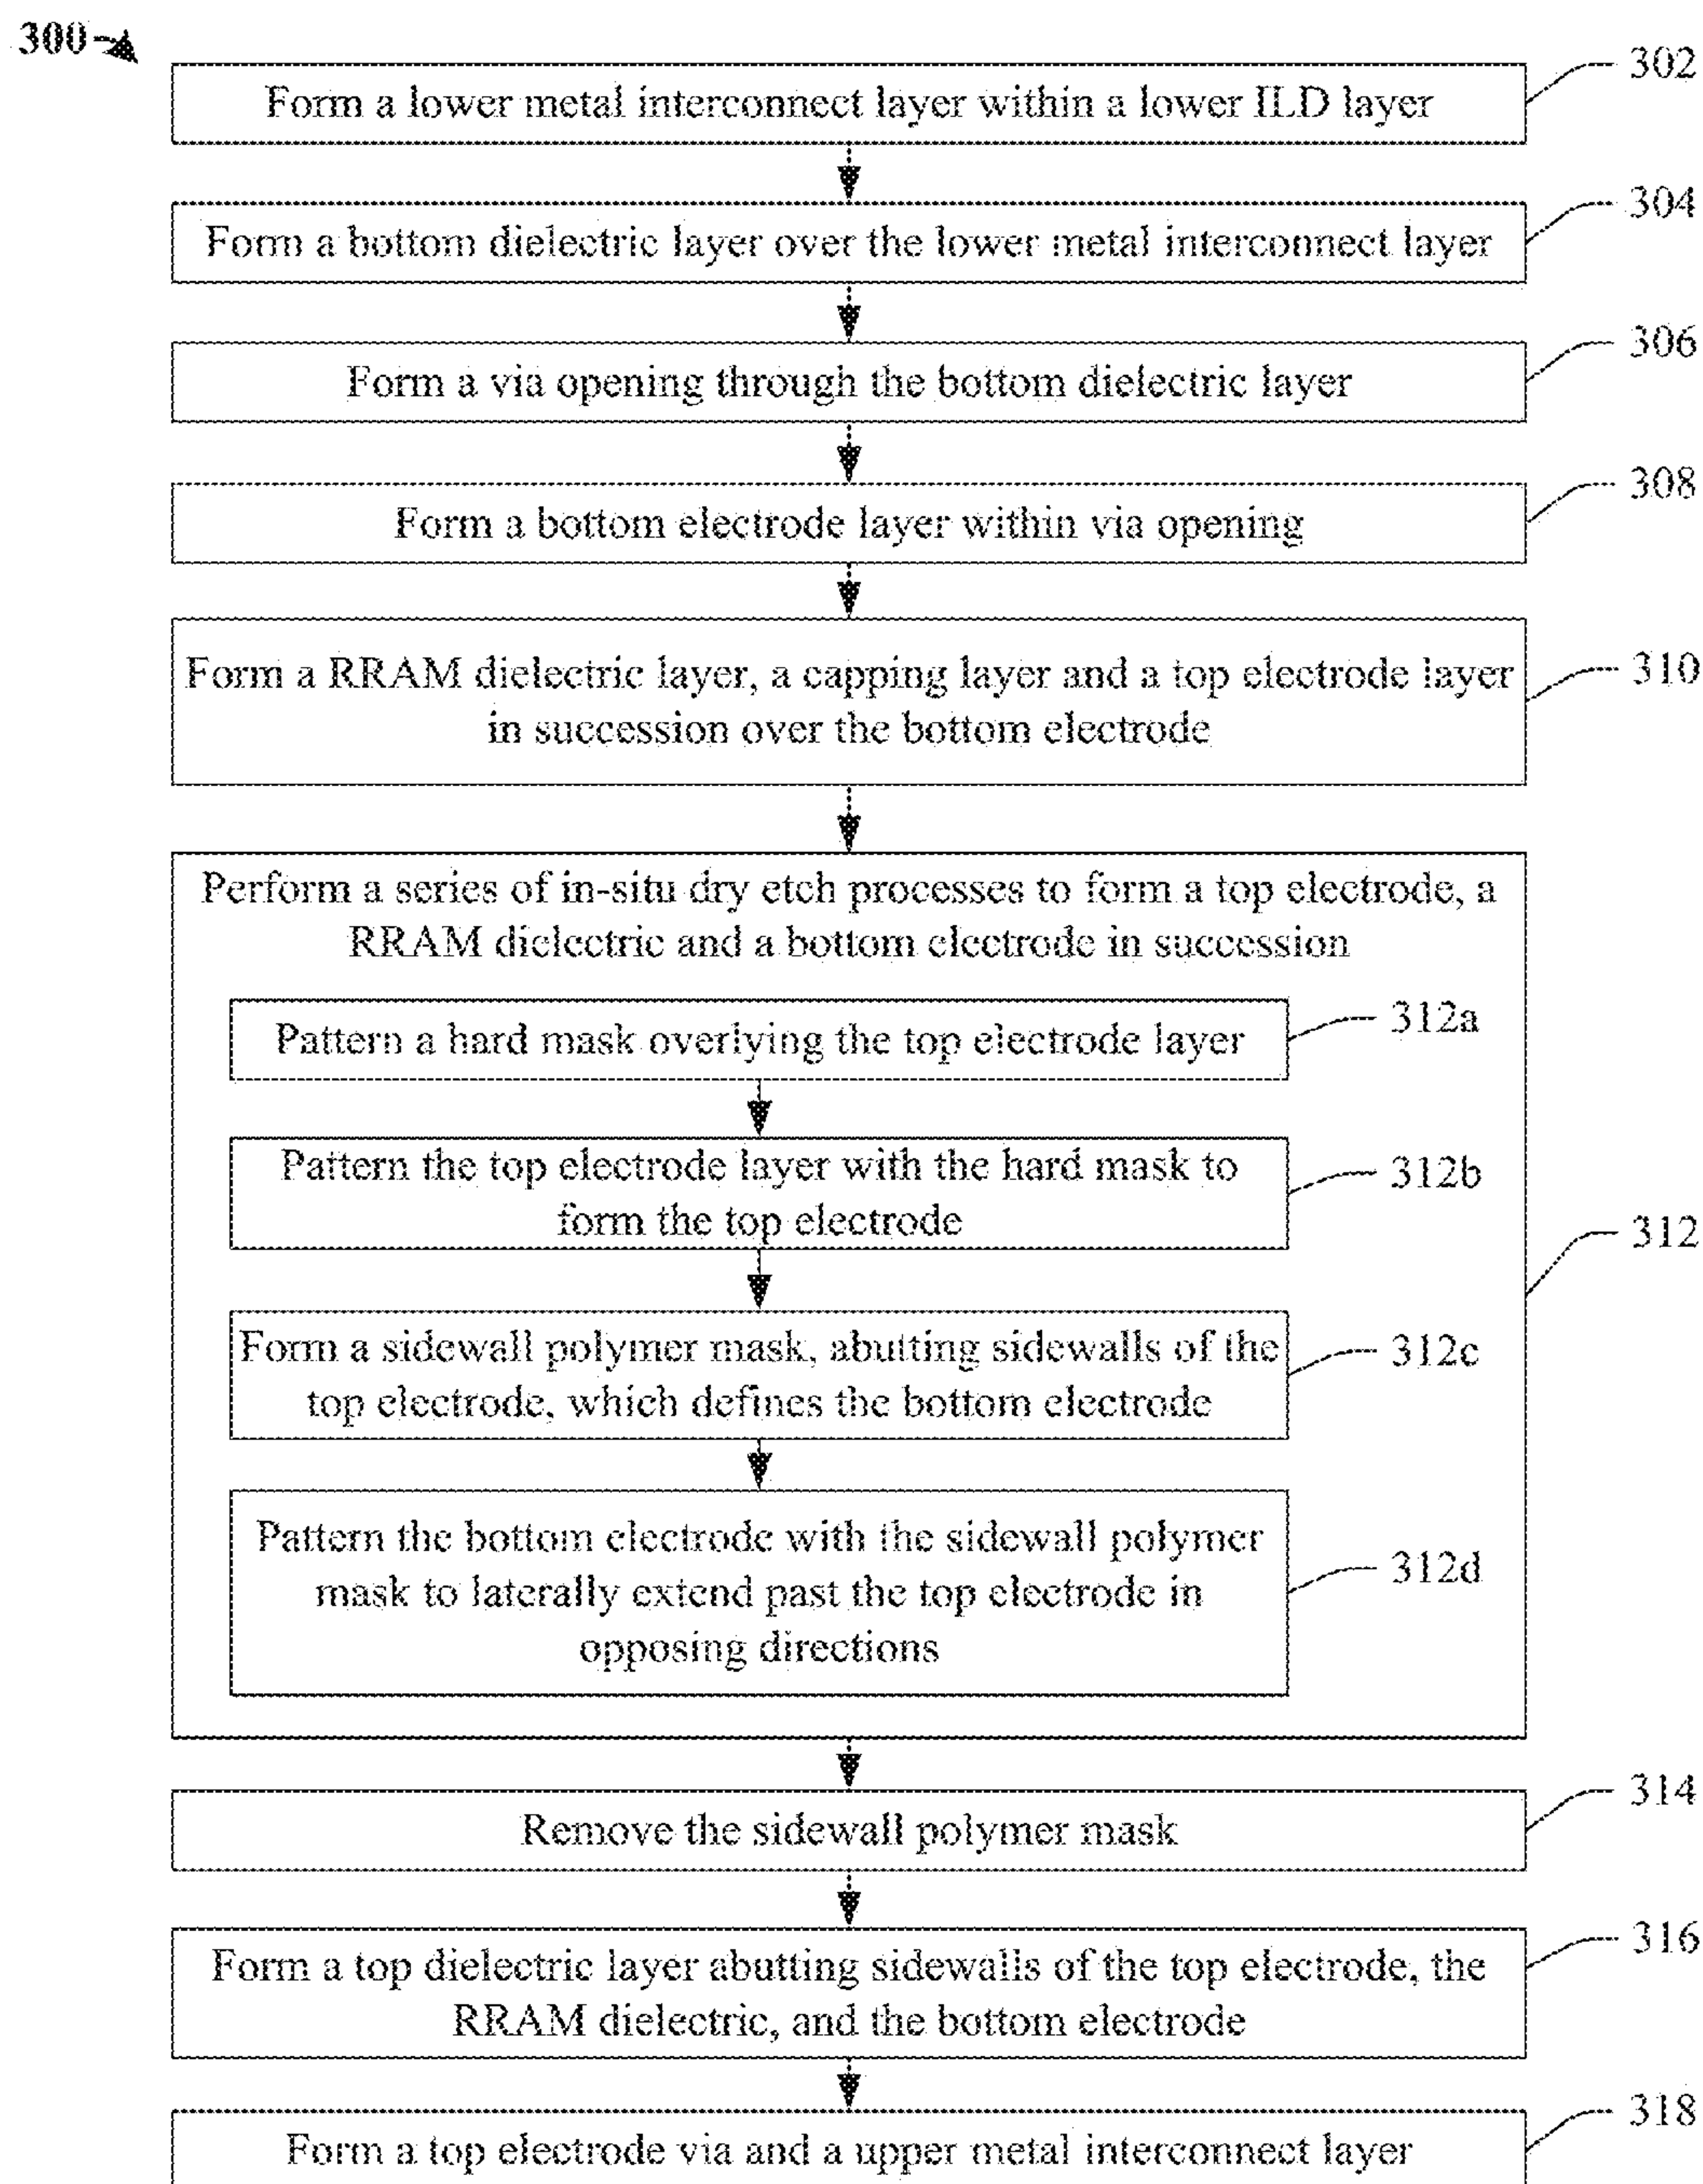 300
302
Form a lower metal interconnect layer within a lower ILD layer
304
Form a bottom dielectric layer over the lower metal interconnect layer
306
Form a via opening through the bottom dielectric layer
308
Form a bottom electrode layer within via opening
310
Form a RRAM dielectric layer, a capping layer and a top electrode layer
in succession over the bottom electrode
Perform a series of in-situ dry etch processes to form a top electrode, a
RRAM dielectric and a bottom electrode in succession
312a
Pattern a hard mask overlying the top electrode layer
312b
Pattern the top electrode layer with the hard mask to
form the top electrode
312
312c
Form a sidewall polymer mask, abutting sidewalls of the
top electrode, which defines the bottom electrode
312d
Pattern the bottom electrode with the sidewall polymer
mask to laterally extend past the top electrode in
opposing directions
314
Remove the sidewall polymer mask
316
Form a top dielectric layer abutting sidewalls of the top electrode, the
RRAM dielectric, and the bottom electrode
318
Form a top electrode via and a upper metal interconnect layer